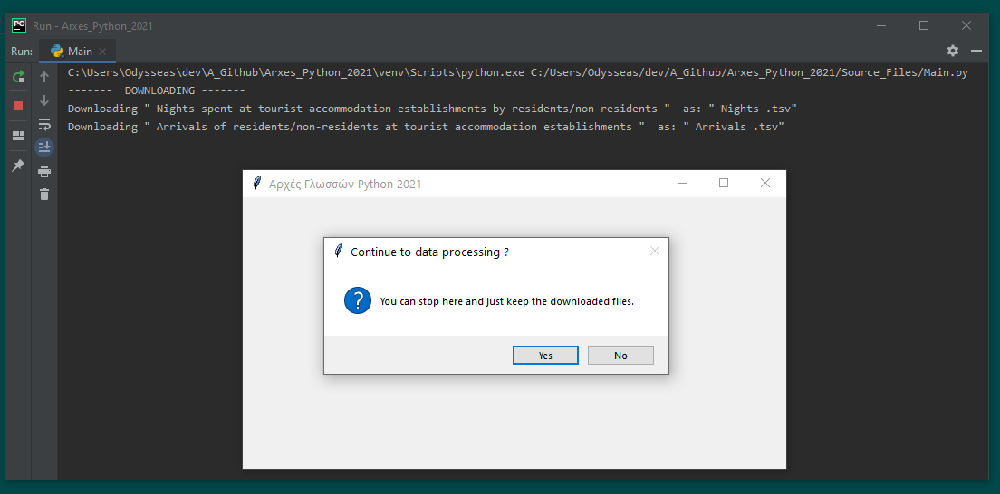 PC Run - Arxes_Python_2021
Run: Main
C:\Users\Odysseas\dev\A_Github\Arxes_Python_2021\venv\Scripts\python.exe C:/Users/Odysseas/dev/A_Github/Arxes_Python_2021/Source_Files/Main.py
-------  DOWNLOADING -------
Downloading " Nights spent at tourist accommodation establishments by residents/non-residents "  as: " Nights .tsv"
Downloading " Arrivals of residents/non-residents at tourist accommodation establishments "  as: " Arrivals .tsv"
Αρχές Γλωσσών Python 2021
Continue to data processing ?
? You can stop here and just keep the downloaded files.
Yes No